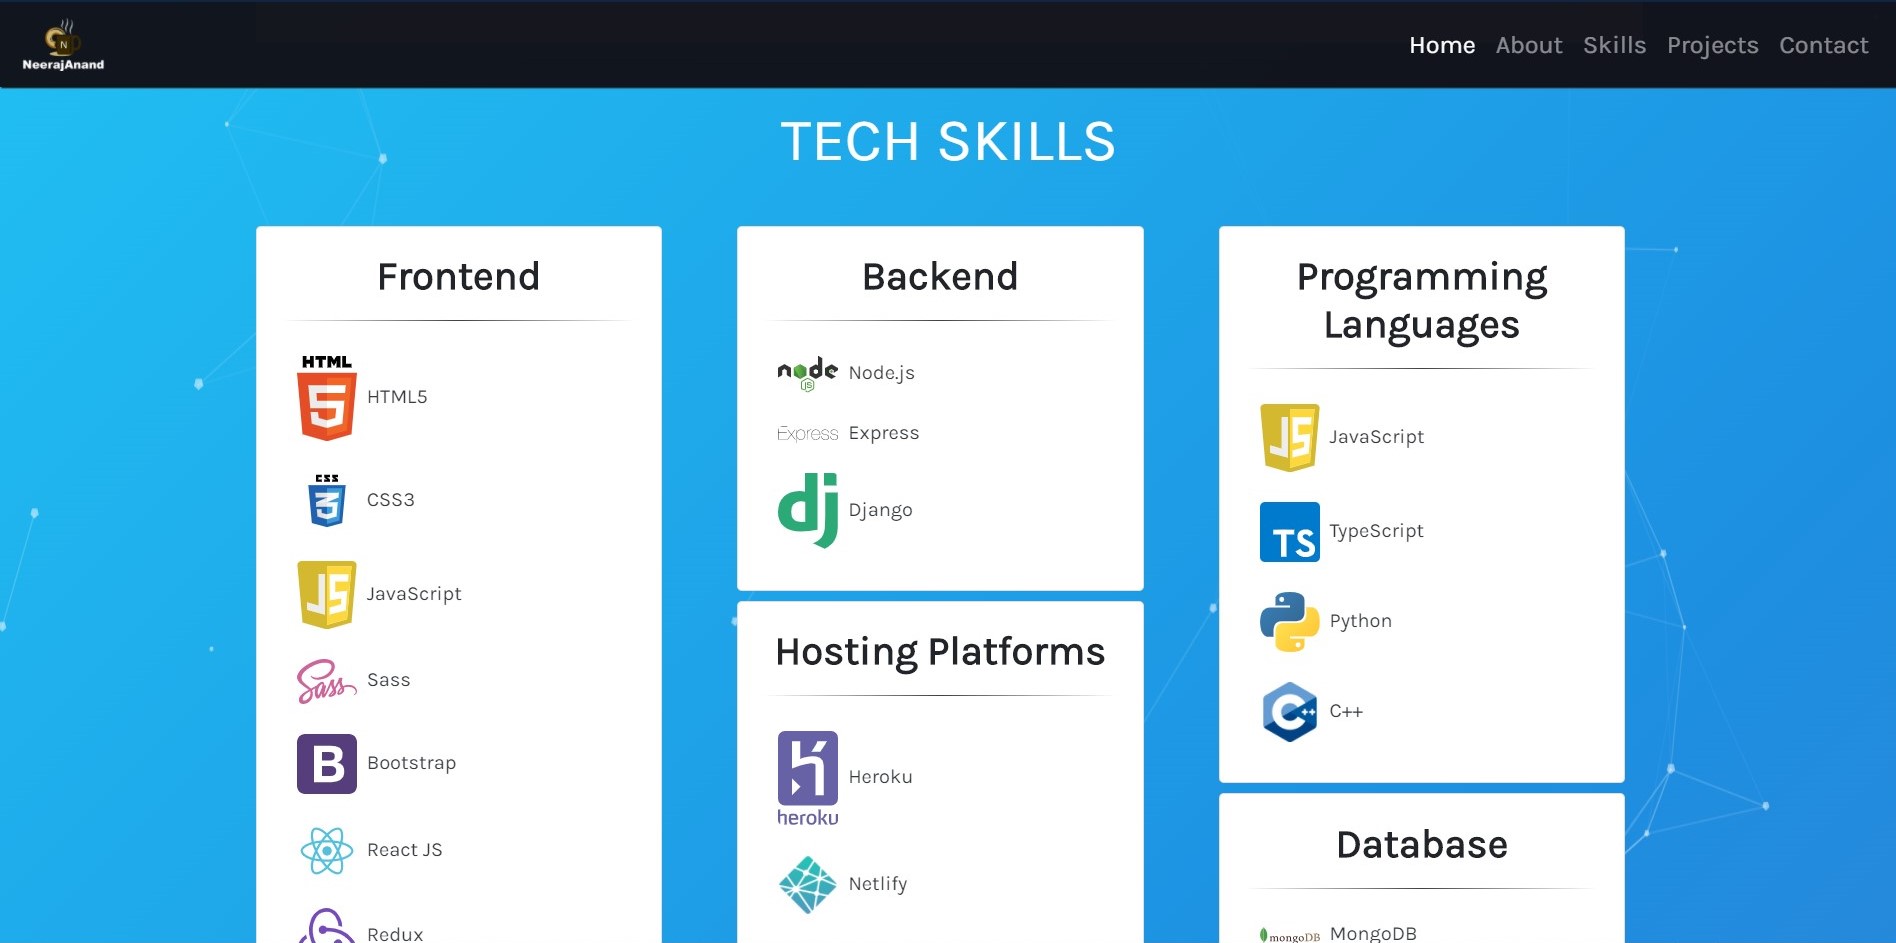 N
NeerajAnand
Home About Skills Projects Contact
TECH SKILLS
Frontend
HTML
5
HTML5
CSS
3
CSS3
JS
JavaScript
Sass
Sass
B
Bootstrap
React JS
Redux
Backend
node
JS
Node.js
Express
Express
dj
Django
Hosting Platforms
h
heroku
Heroku
Netlify
Programming
Languages
JS
JavaScript
TS
TypeScript
Python
C++
C++
Database
mongoDB
MongoDB